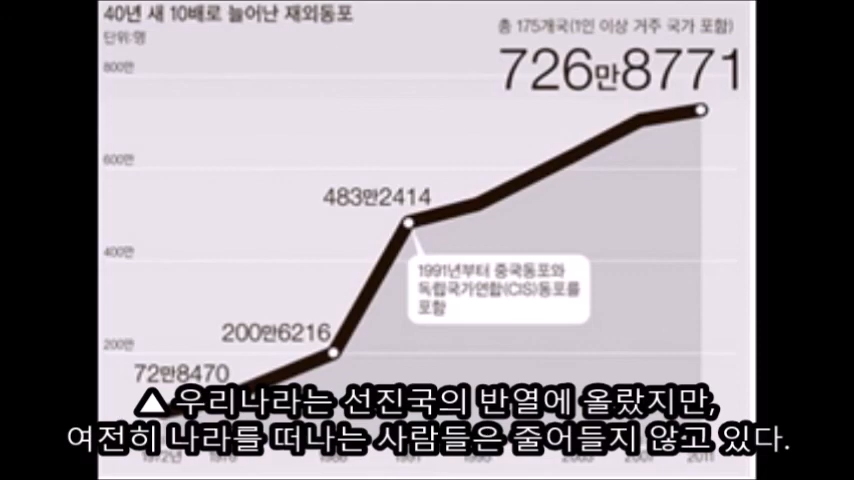 40년 새 10배로 늘어난 재외동포
단위:명
총 175개국(1인 이상 거주 국가 포함)
726만8771
800만
600만
483만2414
400만
1991년부터 중국동포와
독립국가연합(CIS)동포를
포함
200만6216
200만
72만8470
▲ 우리나라는 선진국의 반열에 올랐지만,
여전히 나라를 떠나는 사람들은 줄어들지 않고 있다.
1972년
1991
2011